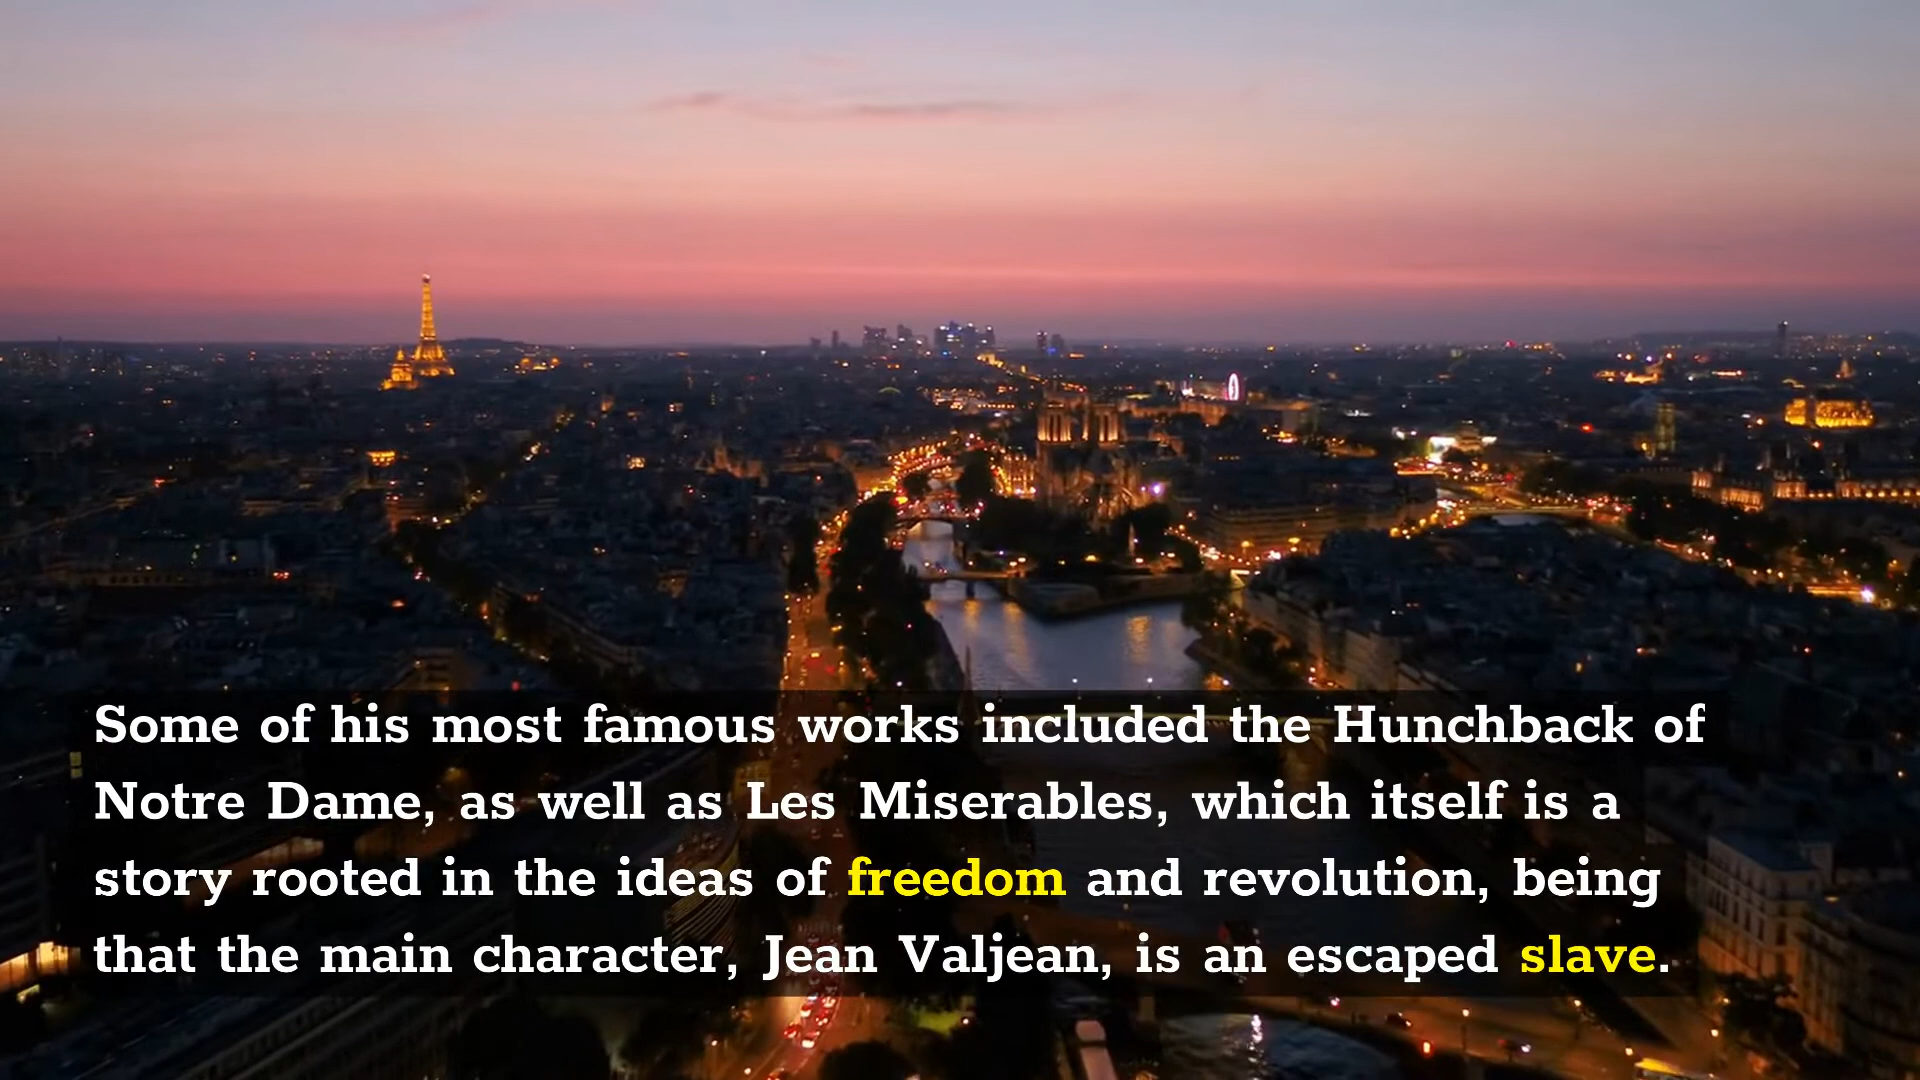 Some of his most famous works included the Hunchback of
Notre Dame, as well as Les Miserables, which itself is a
story rooted in the ideas of freedom and revolution, being
that the main character, Jean Valjean, is an escaped slave.